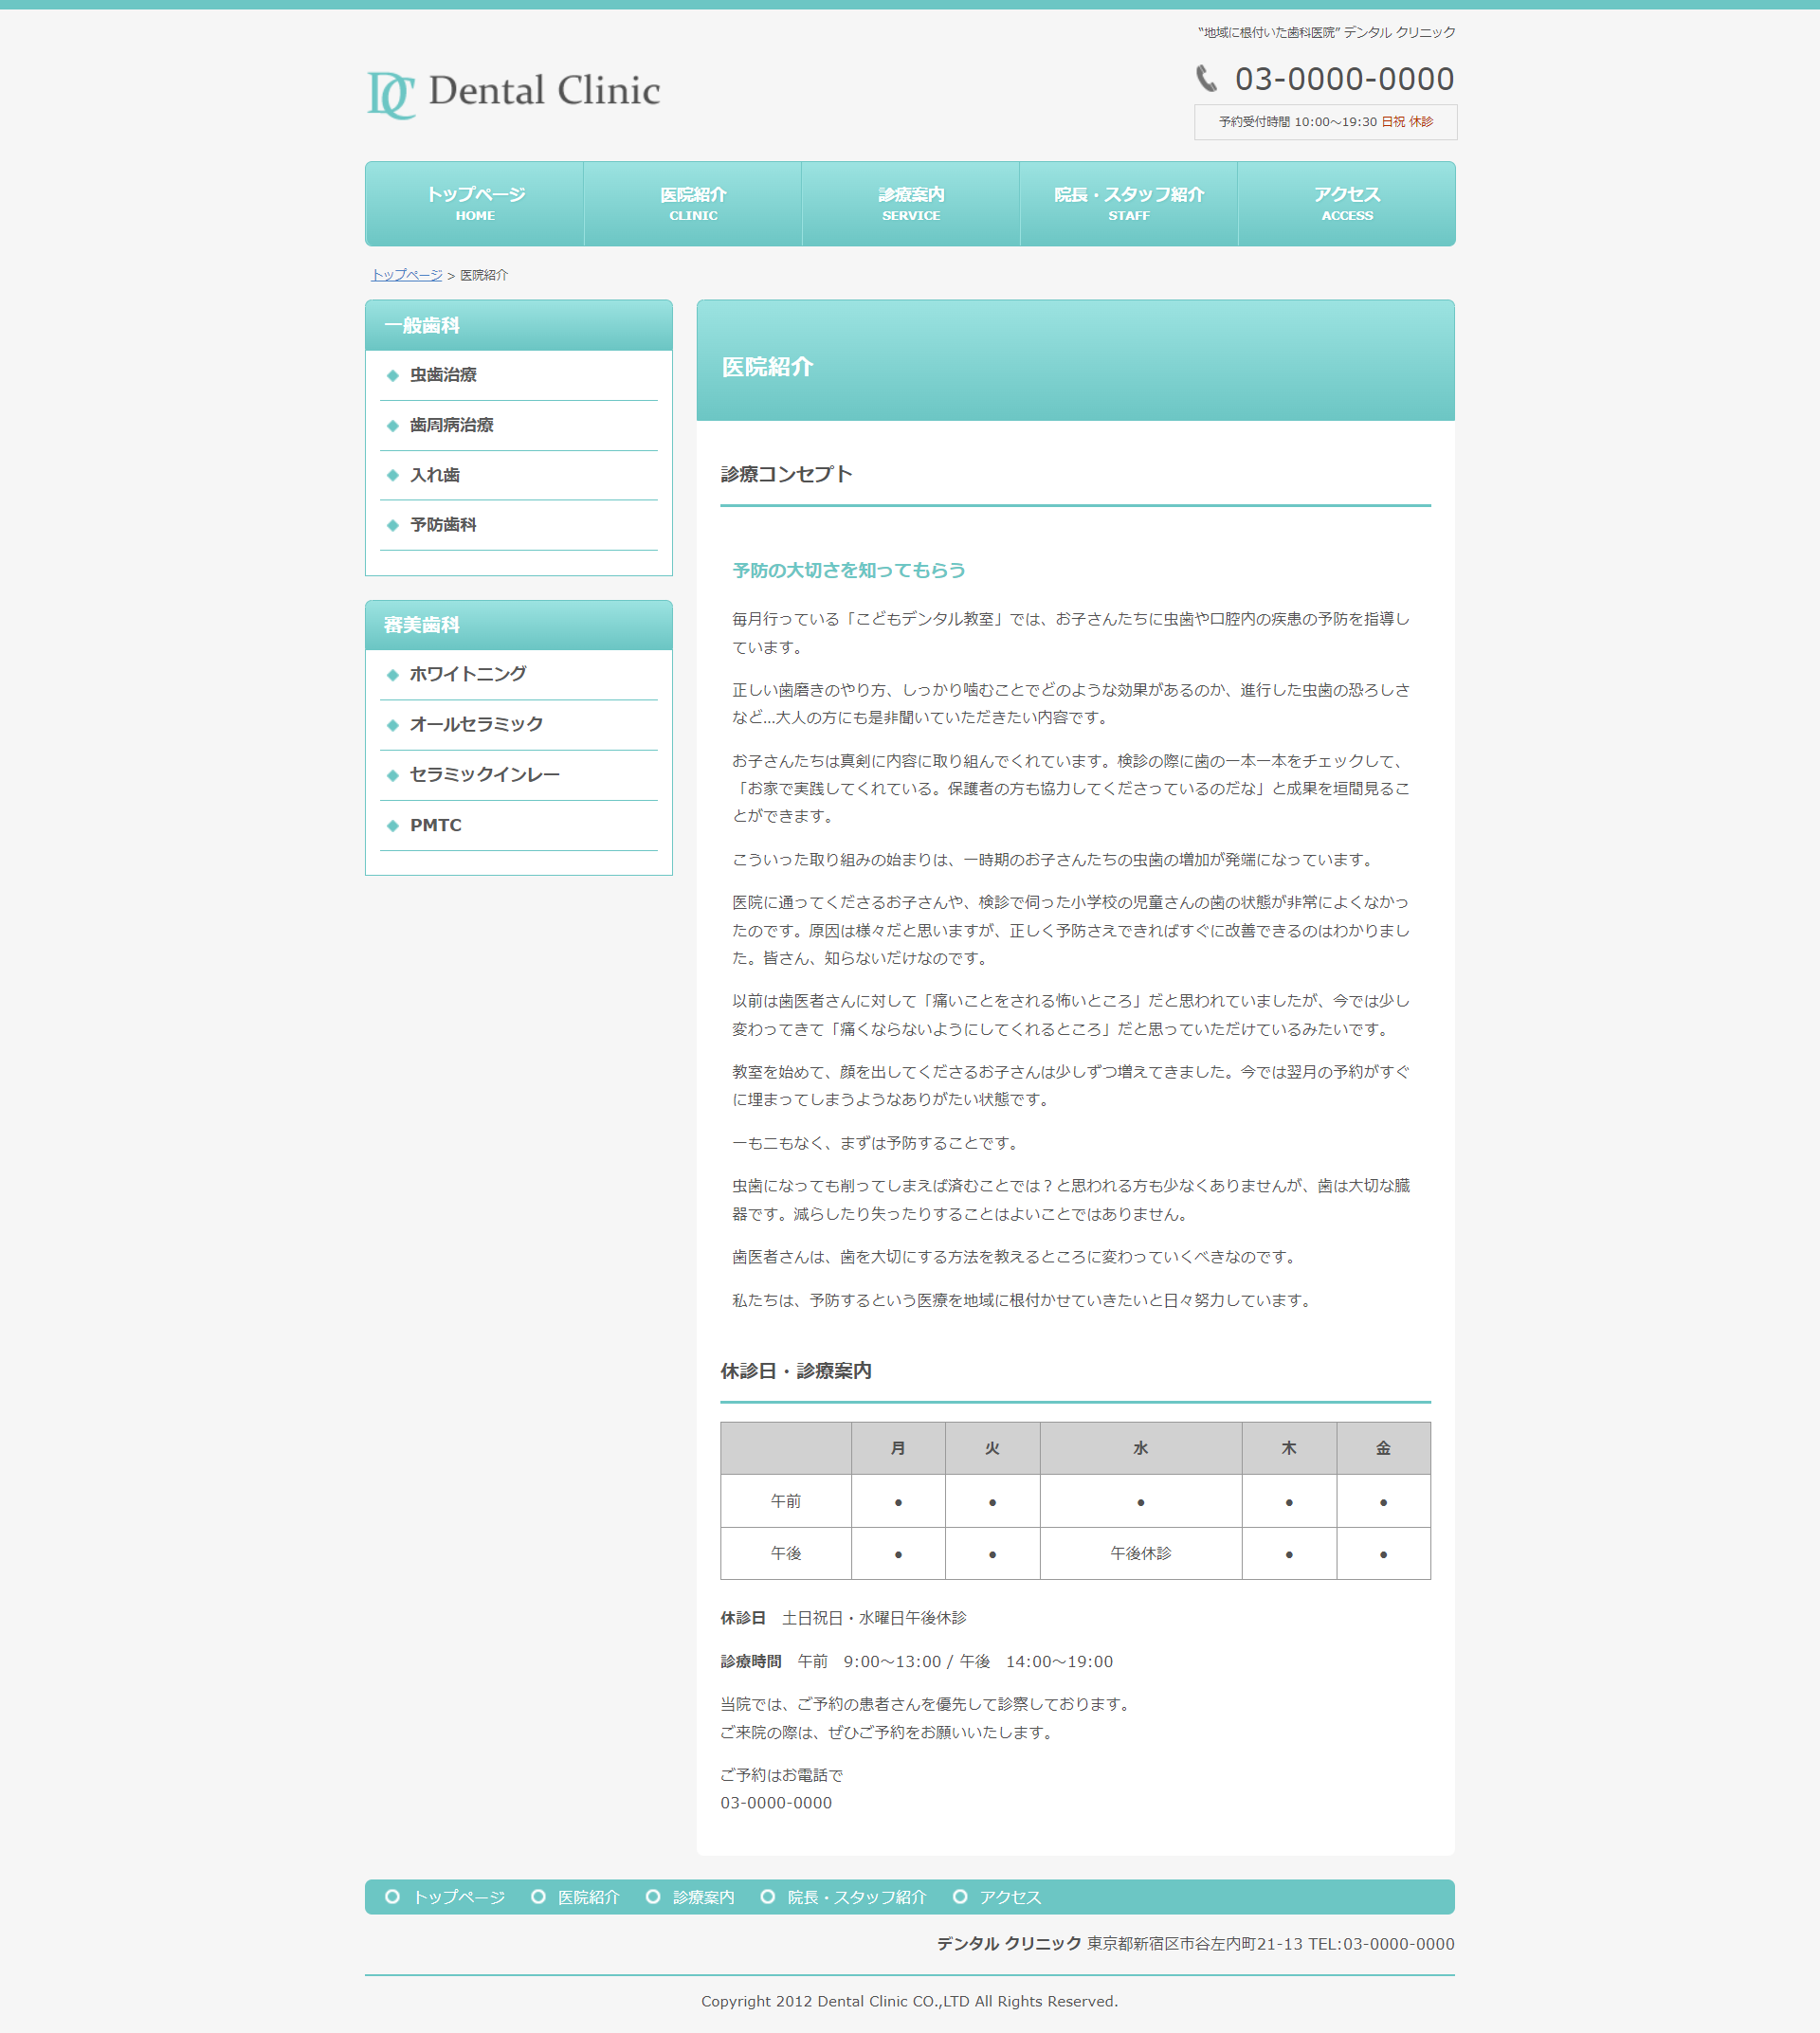 “地域に根付いた歯科医院” デンタル クリニック
DC Dental Clinic
03-0000-0000
予約受付時間 10:00～19:30 日祝 休診
トップページ
HOME
医院紹介
CLINIC
診療案内
SERVICE
院長・スタッフ紹介
STAFF
アクセス
ACCESS
トップページ > 医院紹介
一般歯科
虫歯治療
歯周病治療
入れ歯
予防歯科
審美歯科
ホワイトニング
オールセラミック
セラミックインレー
PMTC
医院紹介
診療コンセプト
予防の大切さを知ってもらう
毎月行っている「こどもデンタル教室」では、お子さんたちに虫歯や口腔内の疾患の予防を指導し
ています。
正しい歯磨きのやり方、しっかり噛むことでどのような効果があるのか、進行した虫歯の恐ろしさ
など...大人の方にも是非聞いていただきたい内容です。
お子さんたちは真剣に内容に取り組んでくれています。検診の際に歯の一本一本をチェックして、
「お家で実践してくれている。保護者の方も協力してくださっているのだな」と成果を垣間見るこ
とができます。
こういった取り組みの始まりは、一時期のお子さんたちの虫歯の増加が発端になっています。
医院に通ってくださるお子さんや、検診で伺った小学校の児童さんの歯の状態が非常によくなかっ
たのです。原因は様々だと思いますが、正しく予防さえできればすぐに改善できるのはわかりまし
た。皆さん、知らないだけなのです。
以前は歯医者さんに対して「痛いことをされる怖いところ」だと思われていましたが、今では少し
変わってきて「痛くならないようにしてくれるところ」だと思っていただけているみたいです。
教室を始めて、顔を出してくださるお子さんは少しずつ増えてきました。今では翌月の予約がすぐ
に埋まってしまうようなありがたい状態です。
一も二もなく、まずは予防することです。
虫歯になっても削ってしまえば済むことでは？と思われる方も少なくありませんが、歯は大切な臓
器です。減らしたり失ったりすることはよいことではありません。
歯医者さんは、歯を大切にする方法を教えるところに変わっていくべきなのです。
私たちは、予防するという医療を地域に根付かせていきたいと日々努力しています。
休診日・診療案内
月 火 水 木 金
午前 ● ● ● ● ●
午後 ● ● 午後休診 ● ●
休診日　土日祝日・水曜日午後休診
診療時間　午前　9:00～13:00 / 午後　14:00～19:00
当院では、ご予約の患者さんを優先して診察しております。
ご来院の際は、ぜひご予約をお願いいたします。
ご予約はお電話で
03-0000-0000
トップページ 医院紹介 診療案内 院長・スタッフ紹介 アクセス
デンタル クリニック 東京都新宿区市谷左内町21-13 TEL:03-0000-0000
Copyright 2012 Dental Clinic CO.,LTD All Rights Reserved.